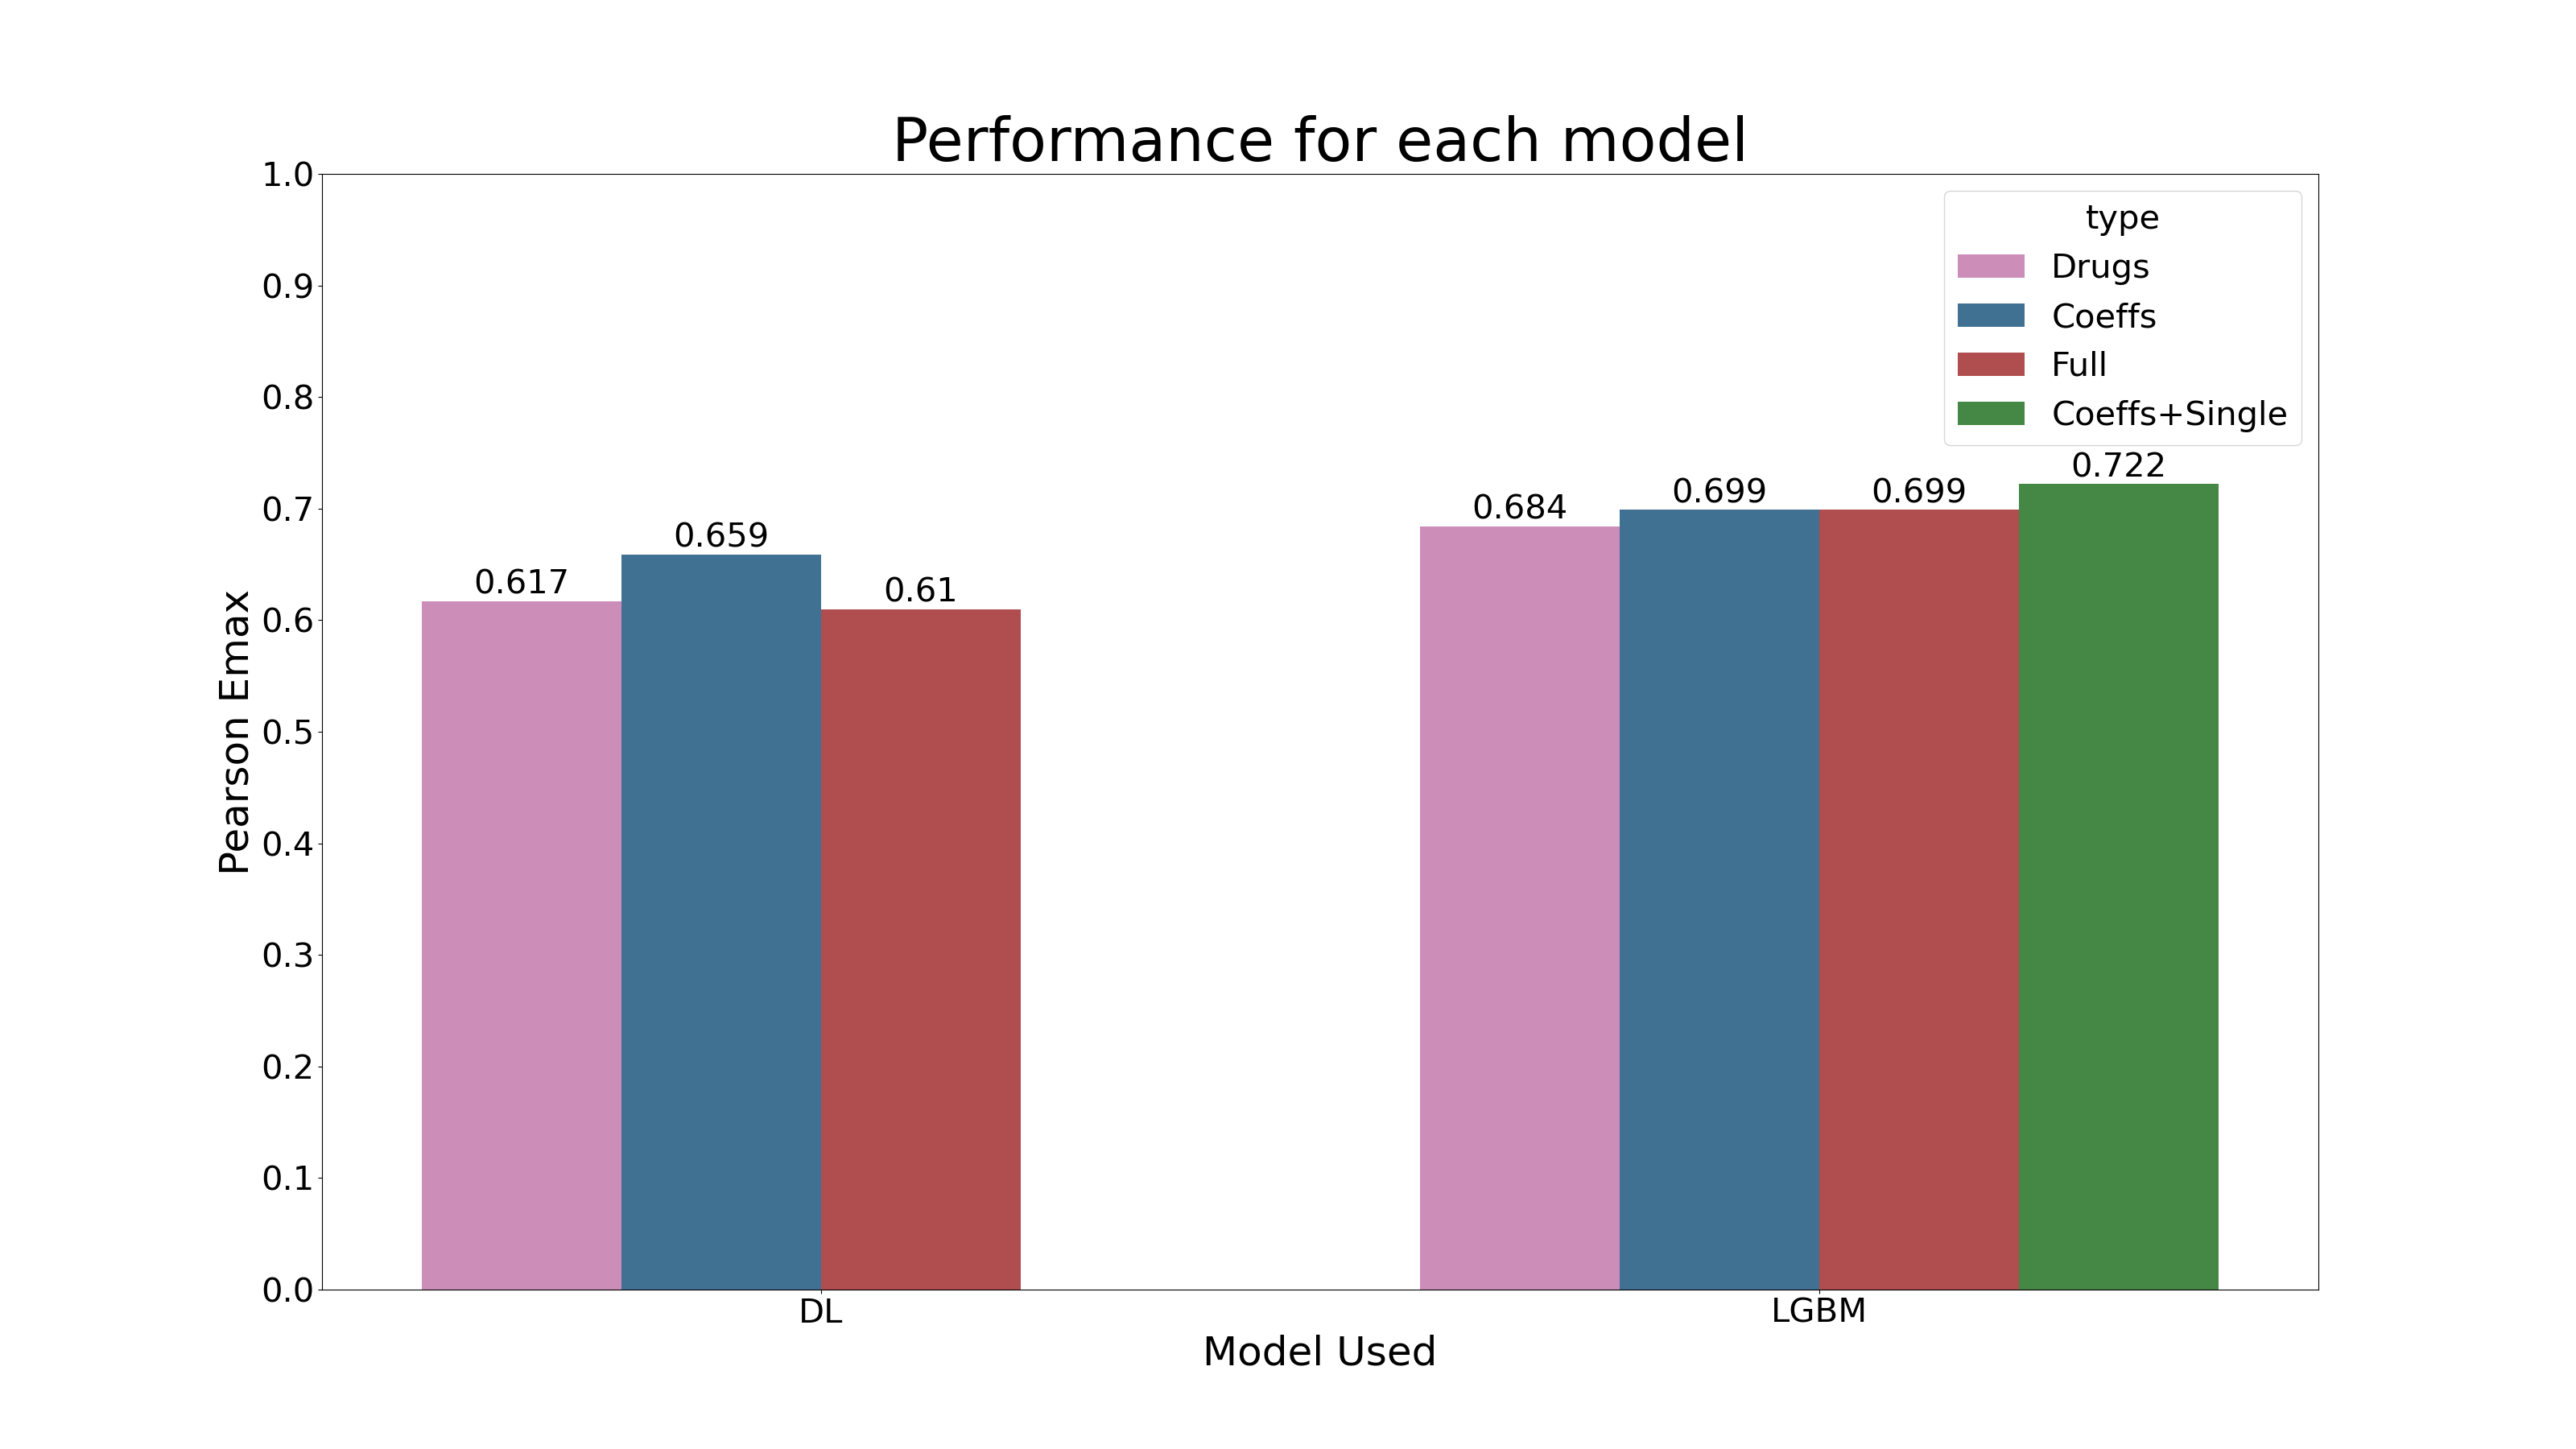 Performance for each model
1.0
0.9
0.8
0.7
0.6
0.5
0.4
0.3
0.2
0.1
0.0
Pearson Emax
type
Drugs
Coeffs
Full
Coeffs+Single
0.617
0.659
0.61
0.684
0.699
0.699
0.722
DL
LGBM
Model Used